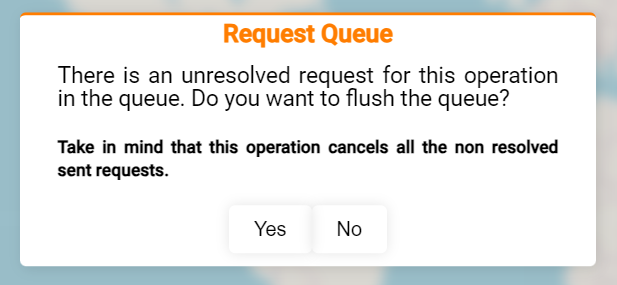 Request Queue
There is an unresolved request for this operation
in the queue. Do you want to flush the queue?
Take in mind that this operation cancels all the non resolved
sent requests.
Yes No